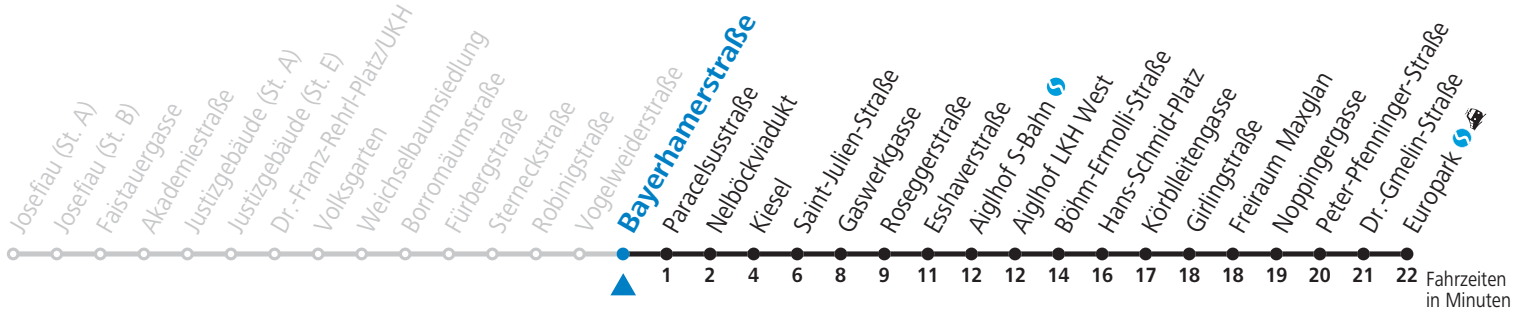 Josefiau (St. A)
Josefiau (St. B)
Faistauergasse
Akademiestraße
Justizgebäude (St. A)
Justizgebäude (St. E)
Dr.-Franz-Rehrl-Platz/UKH
Volksgarten
Weichselbaumsiedlung
Borromäumstraße
Fürbergstraße
Sterneckstraße
Robinigstraße
Vogelweiderstraße
Bayerhamerstraße
Paracelsusstraße
Nelböckviadukt
Kiesel
Saint-Julien-Straße
Gaswerkgasse
Roseggerstraße
Esshaverstraße
Aiglhof S-Bahn
Aiglhof LKH West
Böhm-Ermolli-Straße
Hans-Schmid-Platz
Körblleitengasse
Girlingstraße
Freiraum Maxglan
Noppingergasse
Peter-Pfenninger-Straße
Dr.-Gmelin-Straße
Europark
1 2 4 6 8 9 11 12 12 14 16 17 18 18 19 20 21 22
Fahrzeiten
in Minuten